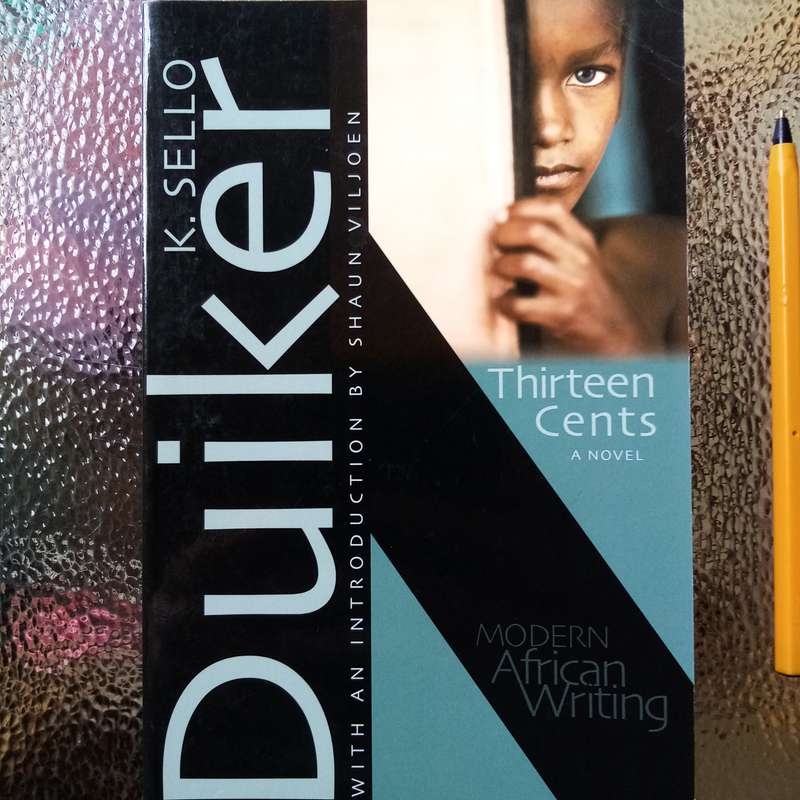 K. SELLO
Duiker
WITH AN INTRODUCTION BY SHAUN VILJOEN
Thirteen
Cents
A NOVEL
MODERN
African
Writing